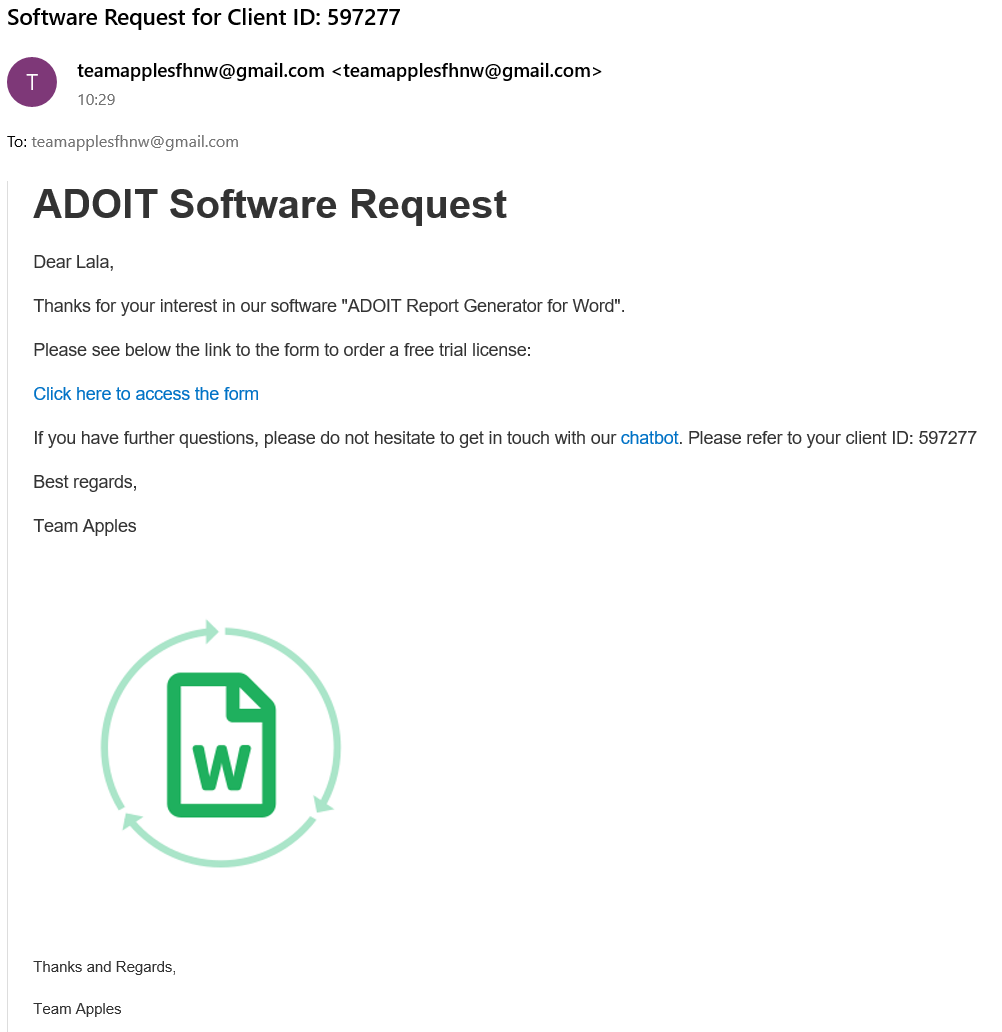 Software Request for Client ID: 597277
T
teamapplesfhnw@gmail.com <teamapplesfhnw@gmail.com>
10:29
To: teamapplesfhnw@gmail.com
ADOIT Software Request
Dear Lala,
Thanks for your interest in our software "ADOIT Report Generator for Word".
Please see below the link to the form to order a free trial license:
Click here to access the form
If you have further questions, please do not hesitate to get in touch with our chatbot. Please refer to your client ID: 597277
Best regards,
Team Apples
W
Thanks and Regards,
Team Apples